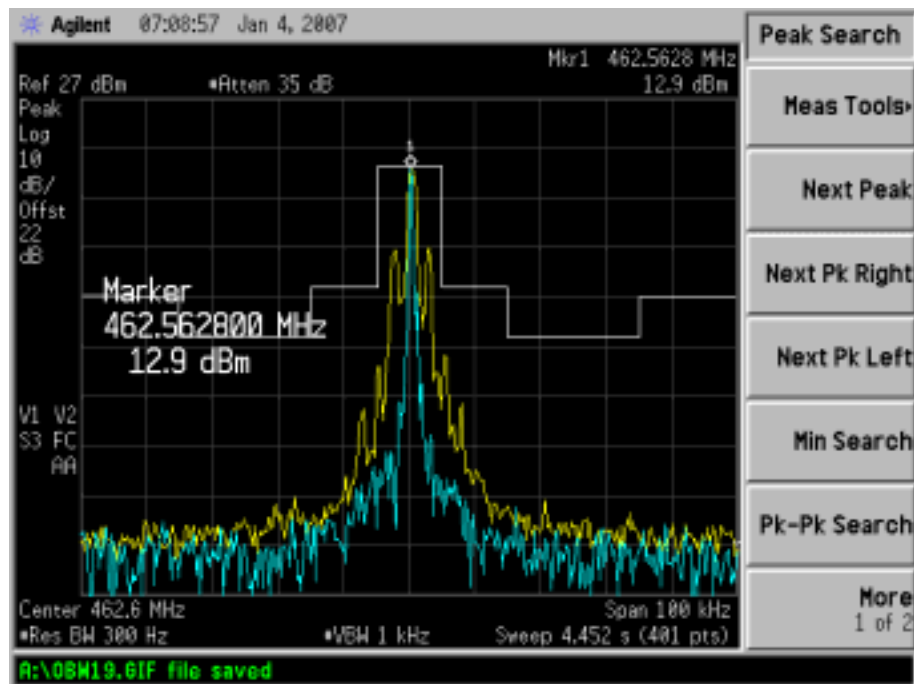 Agilent 07:08:57 Jan 4, 2007
Peak Search
Mkr1 462.5628 MHz
Ref 27 dBm *Atten 35 dB 12.9 dBm
Peak
Log
10
dB/
Offst
22
dB
1
Marker
462.562800 MHz
12.9 dBm
V1 V2
S3 FC
AA
Center 462.6 MHz Span 100 kHz
*Res BW 300 Hz *VBW 1 kHz Sweep 4.452 s (401 pts)
A:\OBW19.GIF file saved
Meas Tools
Next Peak
Next Pk Right
Next Pk Left
Min Search
Pk-Pk Search
More
1 of 2